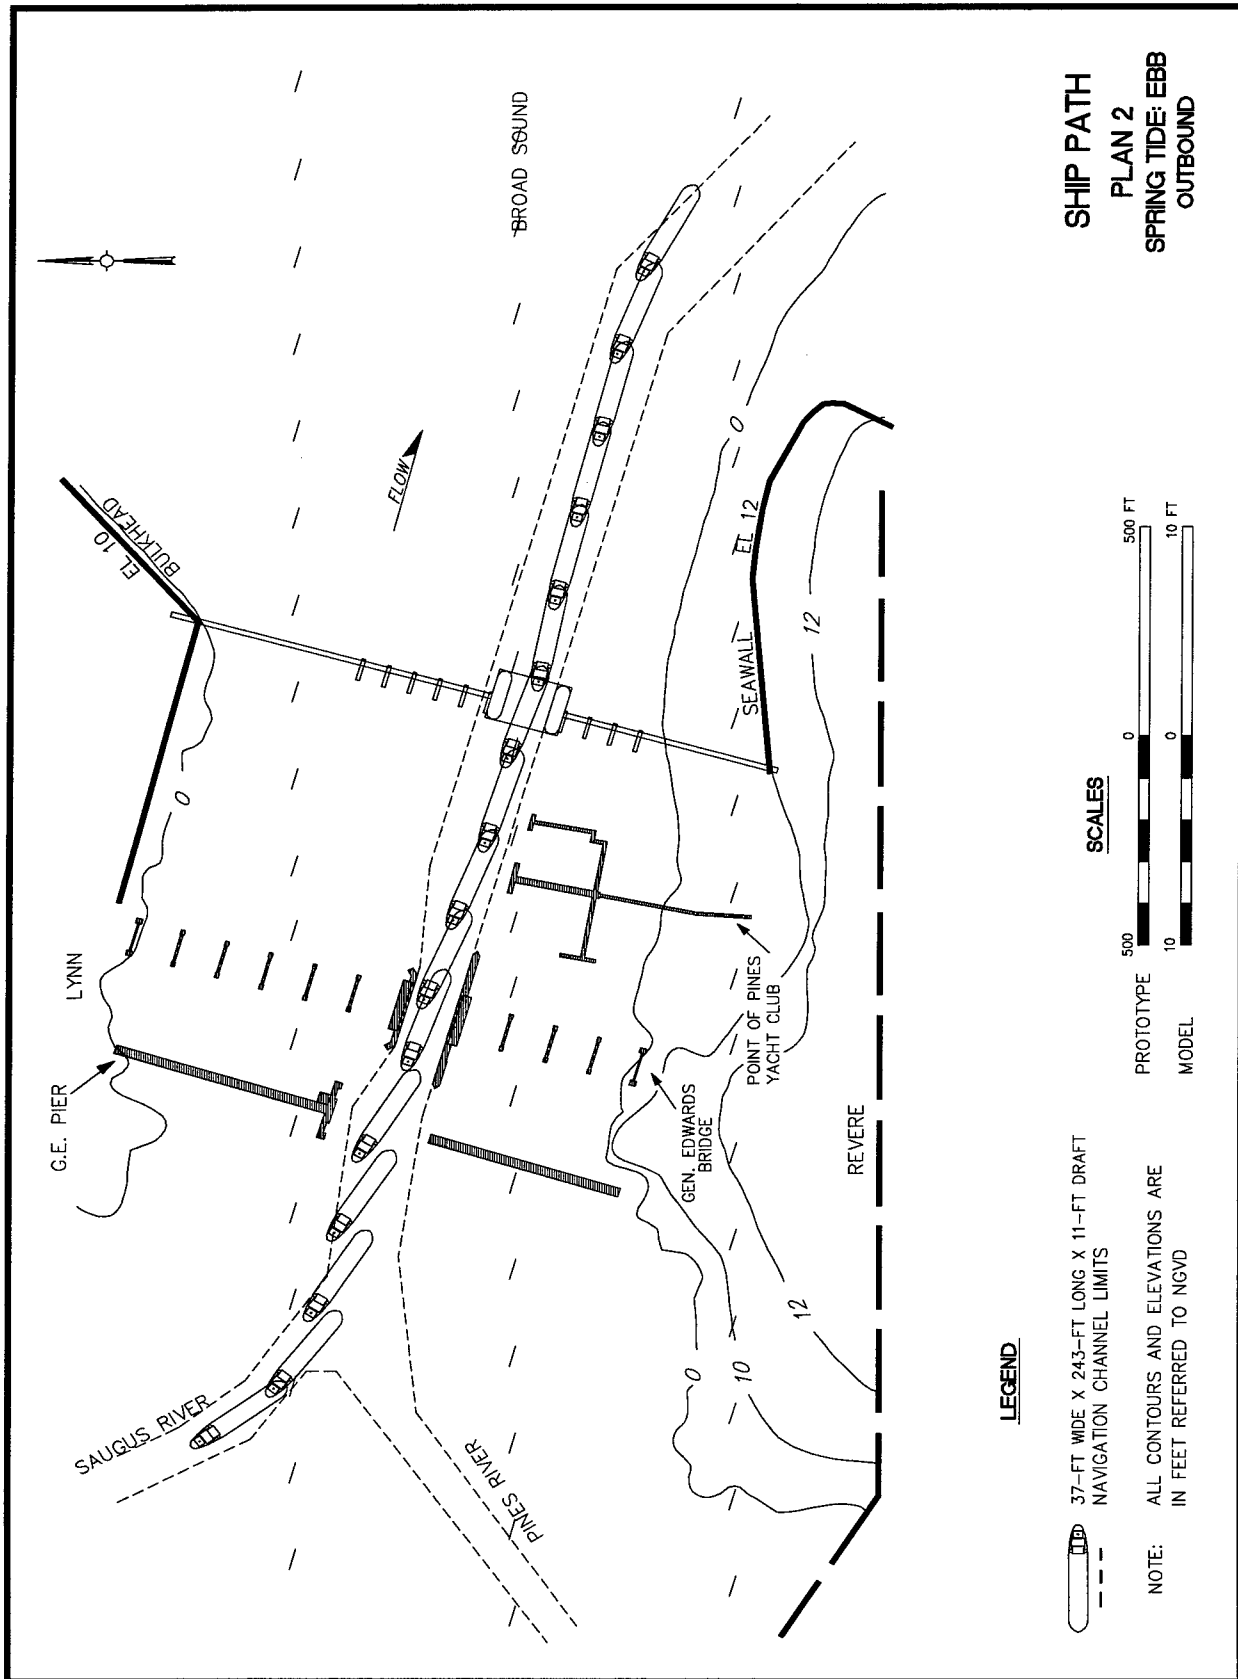 SHIP PATH
PLAN 2
SPRING TIDE: EBB
OUTBOUND
BROAD SOUND
FLOW
EL 10
BULKHEAD
LYNN
G.E. PIER
0
0
SEAWALL
EL 12
12
POINT OF PINES
YACHT CLUB
GEN. EDWARDS
BRIDGE
REVERE
SAUGUS RIVER
PINES RIVER
0
10
12
SCALES
PROTOTYPE
500
0
500 FT
MODEL
10
0
10 FT
LEGEND
37-FT WIDE X 243-FT LONG X 11-FT DRAFT
NAVIGATION CHANNEL LIMITS
NOTE: ALL CONTOURS AND ELEVATIONS ARE
IN FEET REFERRED TO NGVD